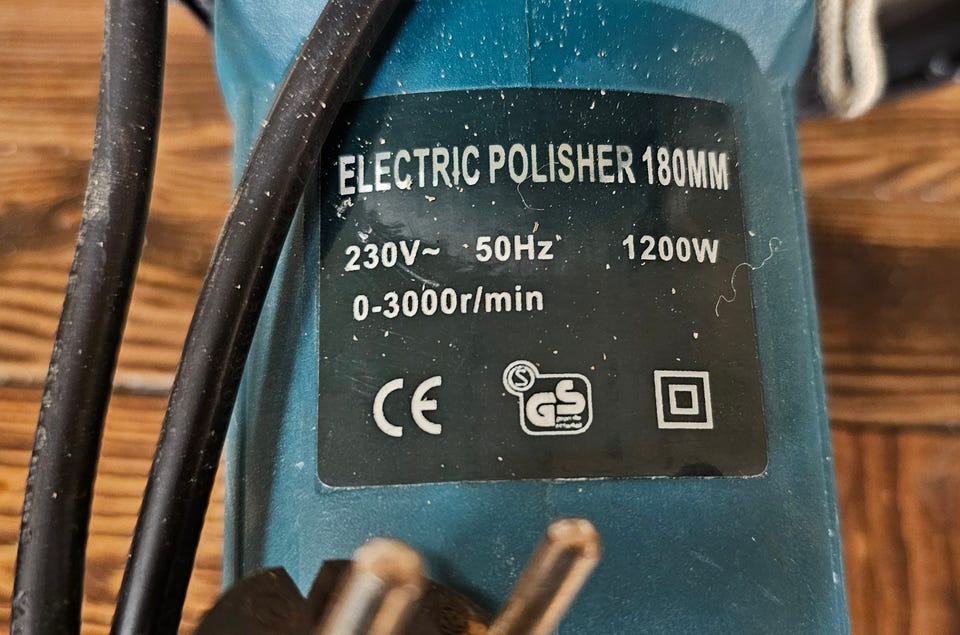 ELECTRIC POLISHER 180MM
230V~ 50Hz 1200W
0-3000r/min
CE
S
GS